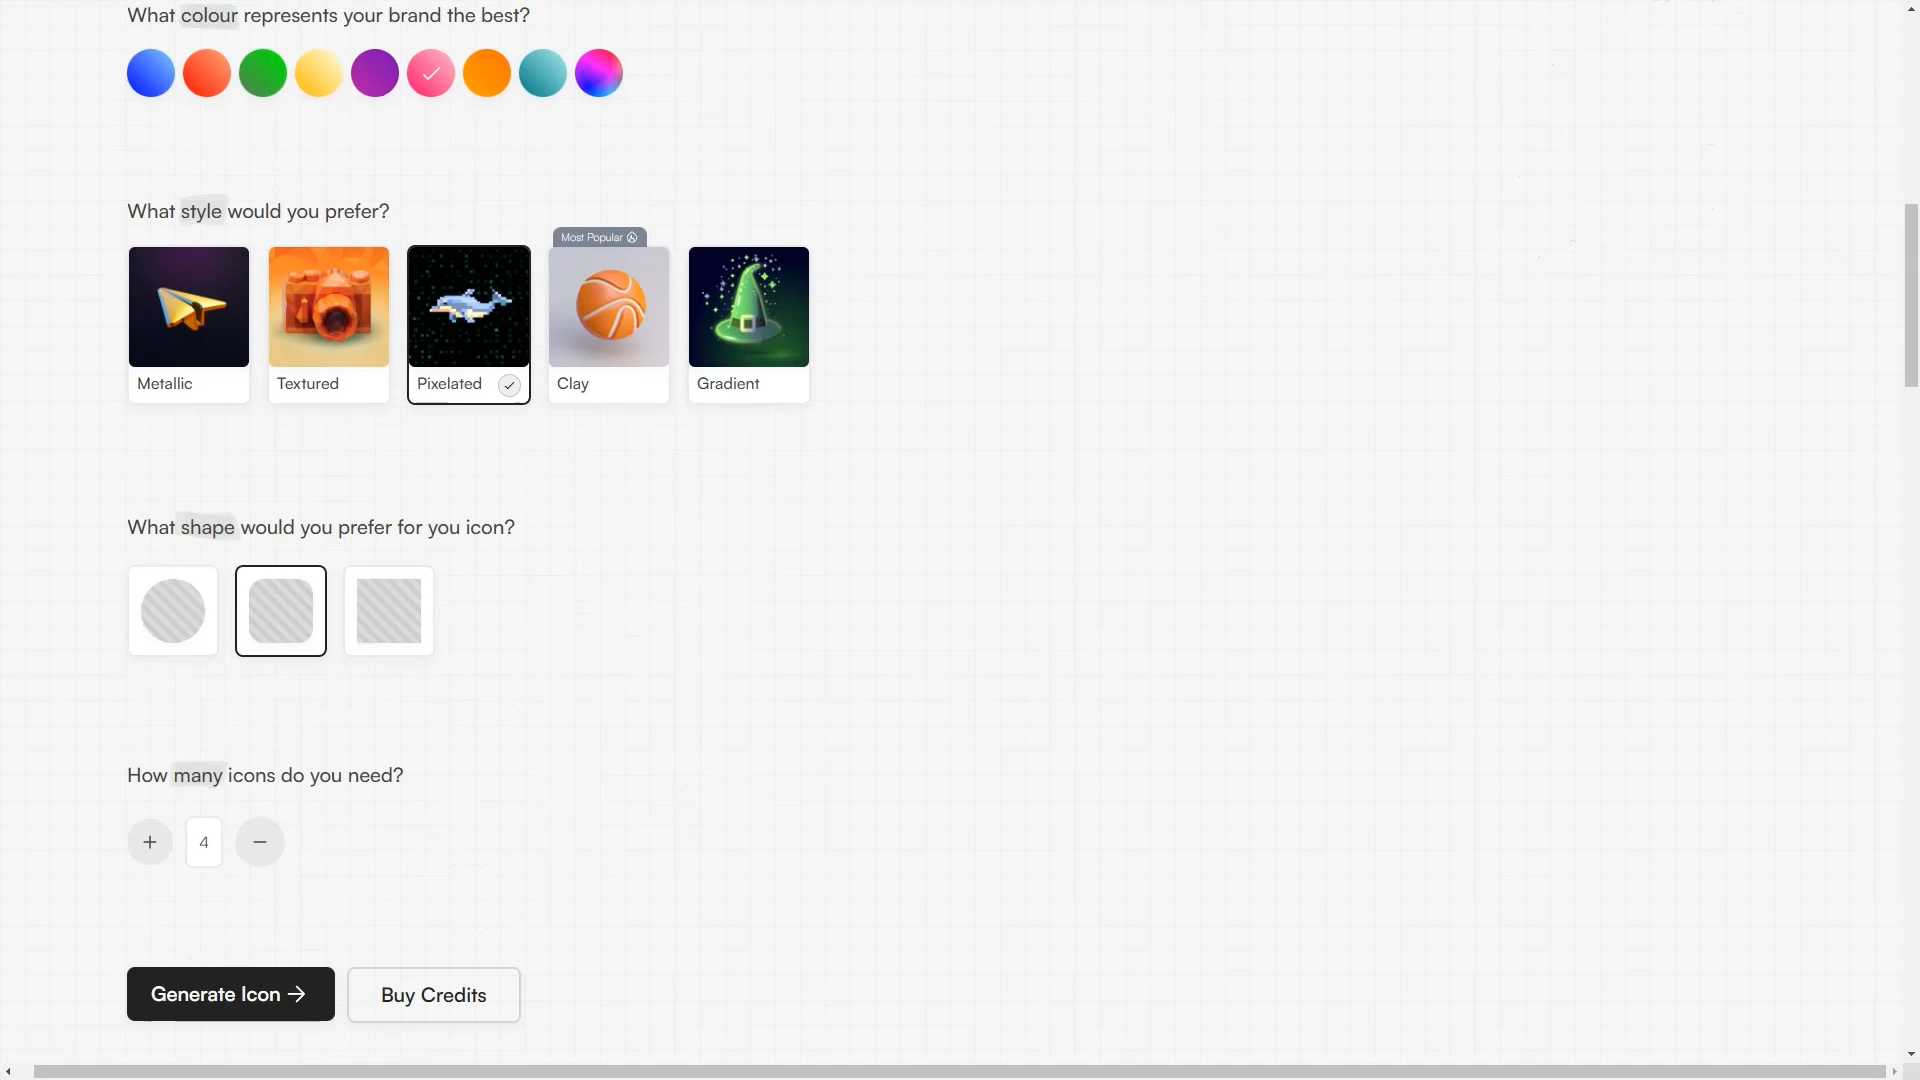 What colour represents your brand the best?
What style would you prefer?
Most Popular
Metallic
Textured
Pixelated
Clay
Gradient
What shape would you prefer for you icon?
How many icons do you need?
+ 4 −
Generate Icon →
Buy Credits